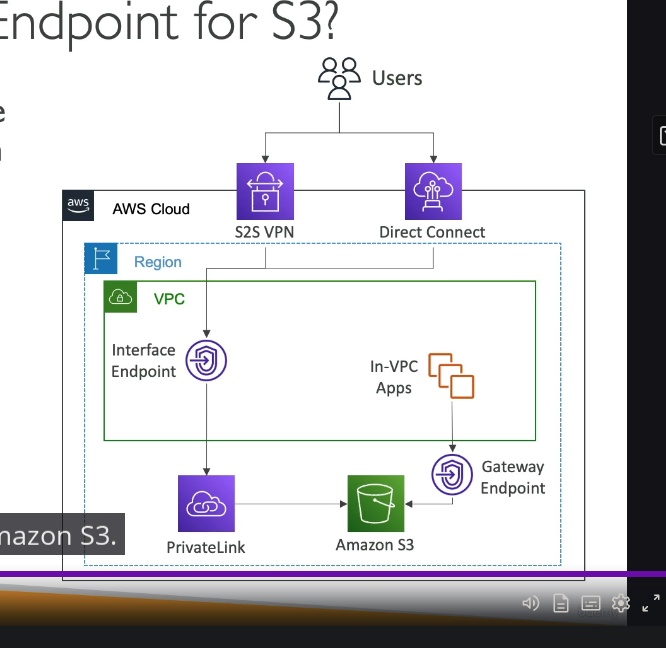 Endpoint for S3?
Users
aws
AWS Cloud
S2S VPN
Direct Connect
Region
VPC
Interface
Endpoint
In-VPC
Apps
Gateway
Endpoint
mazon S3.
PrivateLink
Amazon S3